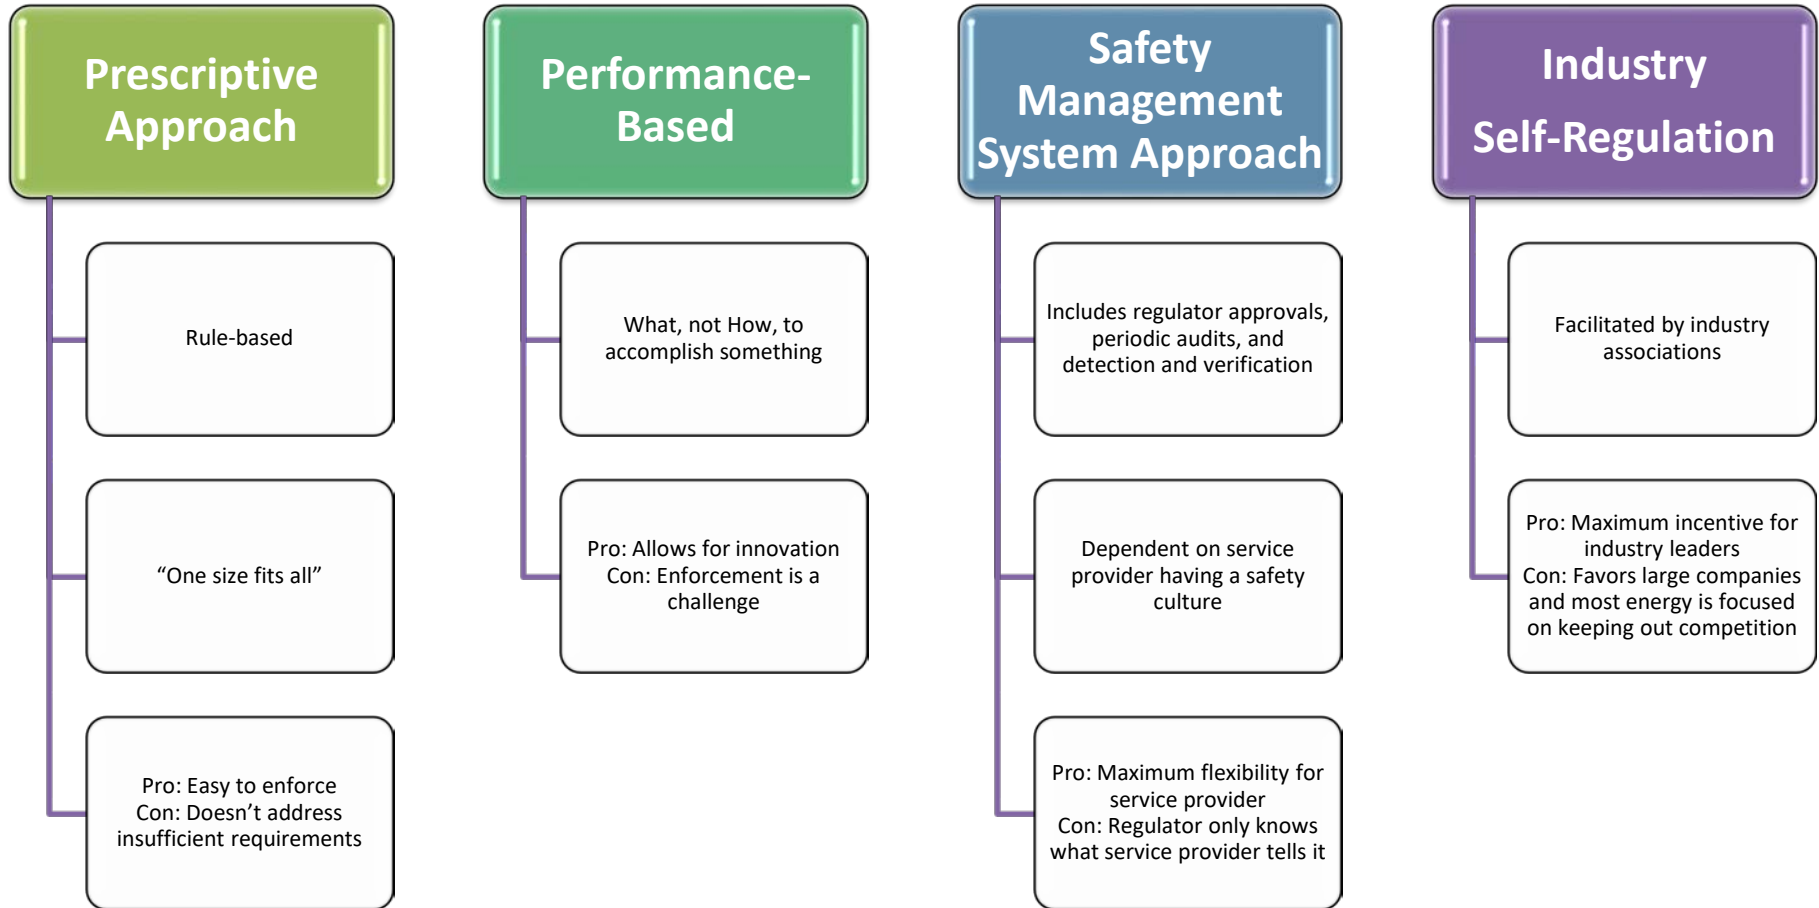 Prescriptive
Approach
Rule-based
“One size fits all”
Pro: Easy to enforce
Con: Doesn’t address
insufficient requirements
Performance-
Based
What, not How, to
accomplish something
Pro: Allows for innovation
Con: Enforcement is a
challenge
Safety
Management
System Approach
Includes regulator approvals,
periodic audits, and
detection and verification
Dependent on service
provider having a safety
culture
Pro: Maximum flexibility for
service provider
Con: Regulator only knows
what service provider tells it
Industry
Self-Regulation
Facilitated by industry
associations
Pro: Maximum incentive for
industry leaders
Con: Favors large companies
and most energy is focused
on keeping out competition